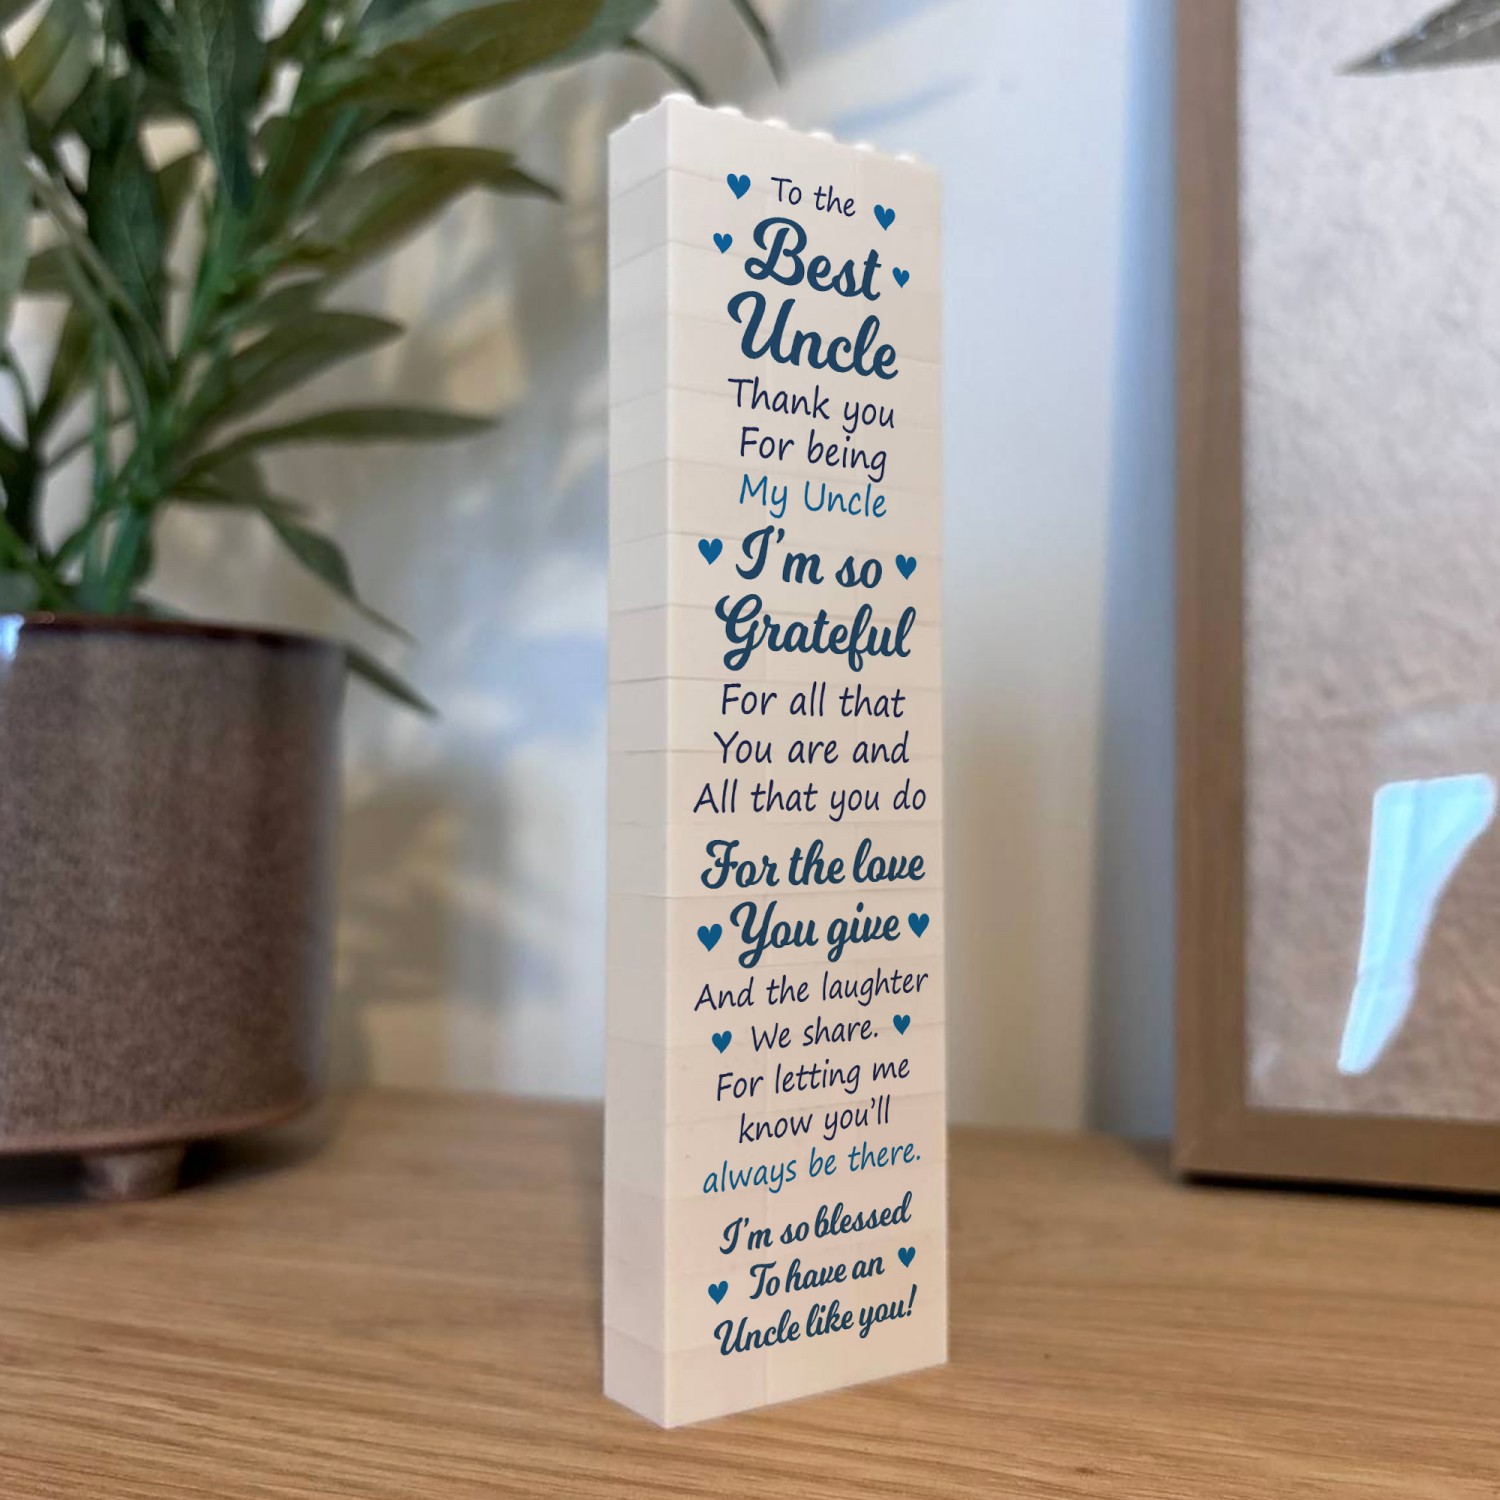 To the
Best
Uncle
Thank you
For being
My Uncle
I'm so
Grateful
For all that
You are and
All that you do
For the love
You give
And the laughter
We share.
For letting me
know you'll
always be there.
I'm so blessed
To have an
Uncle like you!